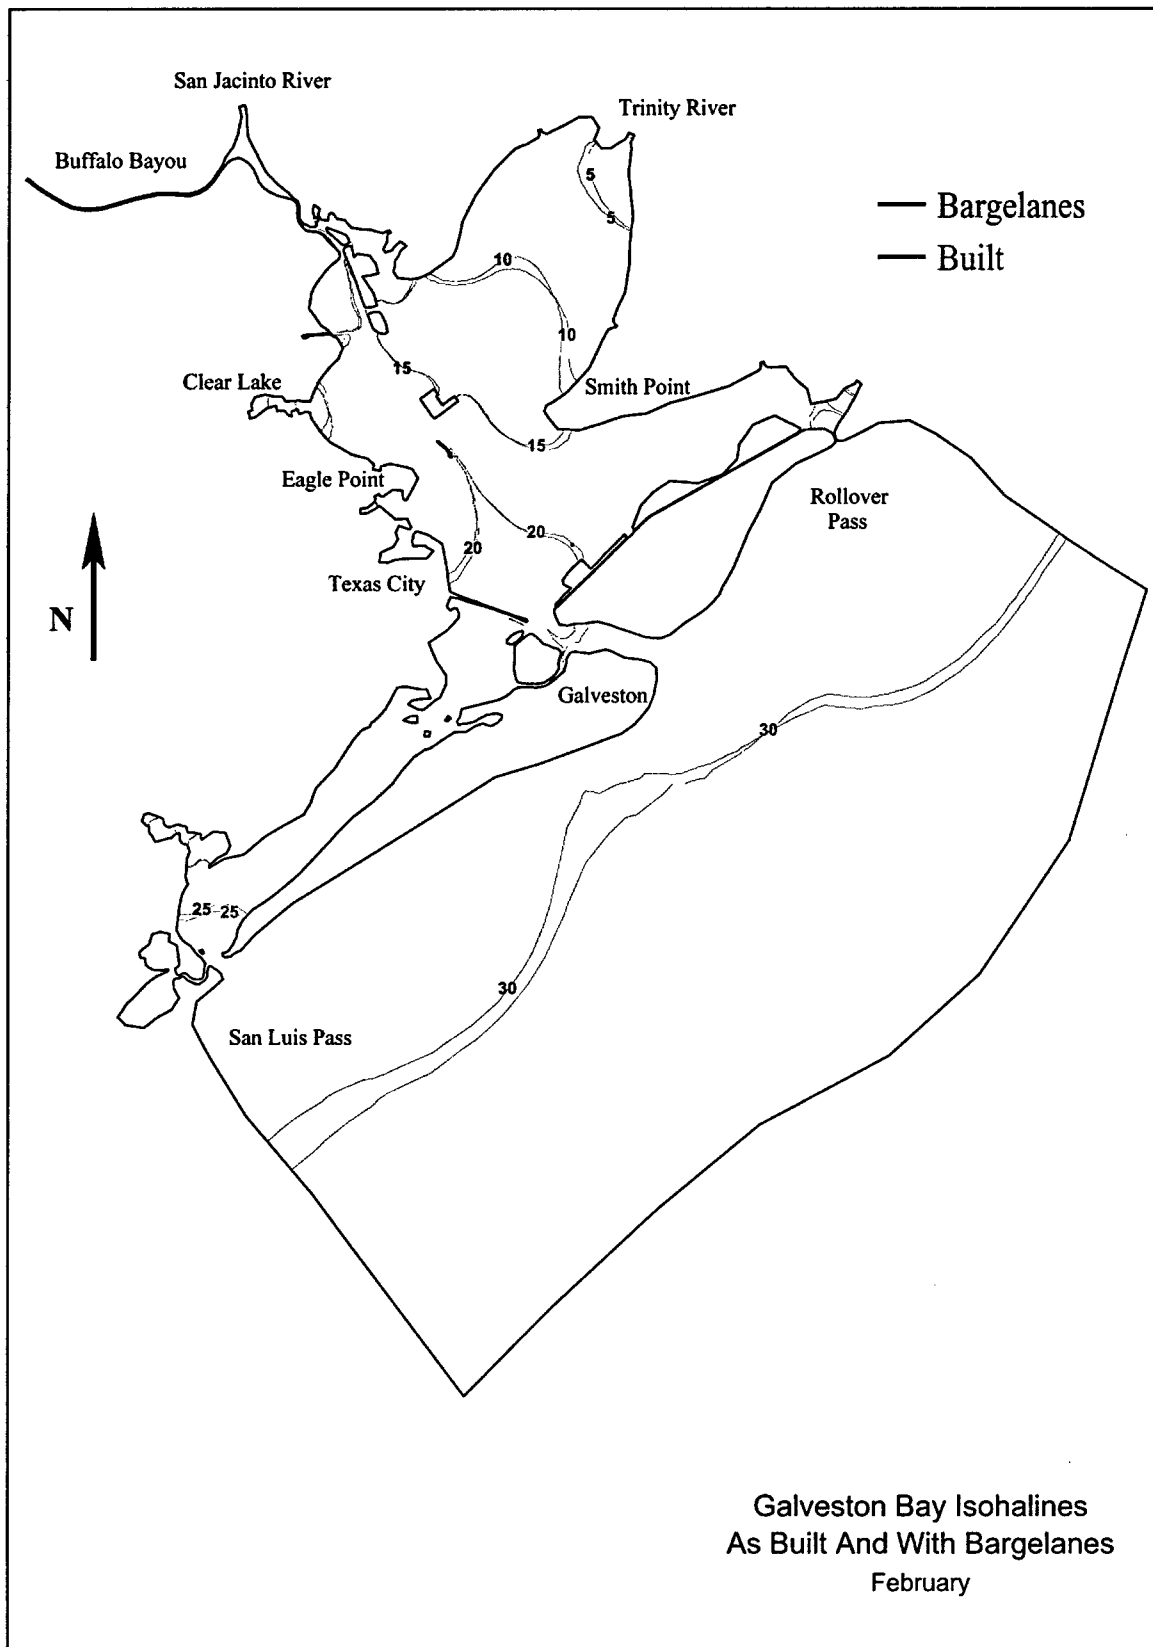 San Jacinto River
Trinity River
Buffalo Bayou
5
Bargelanes
5
Built
10
10
15
Clear Lake
Smith Point
15
Eagle Point
Rollover
Pass
20
20
Texas City
N
Galveston
30
25 25
30
San Luis Pass
Galveston Bay Isohalines
As Built And With Bargelanes
February